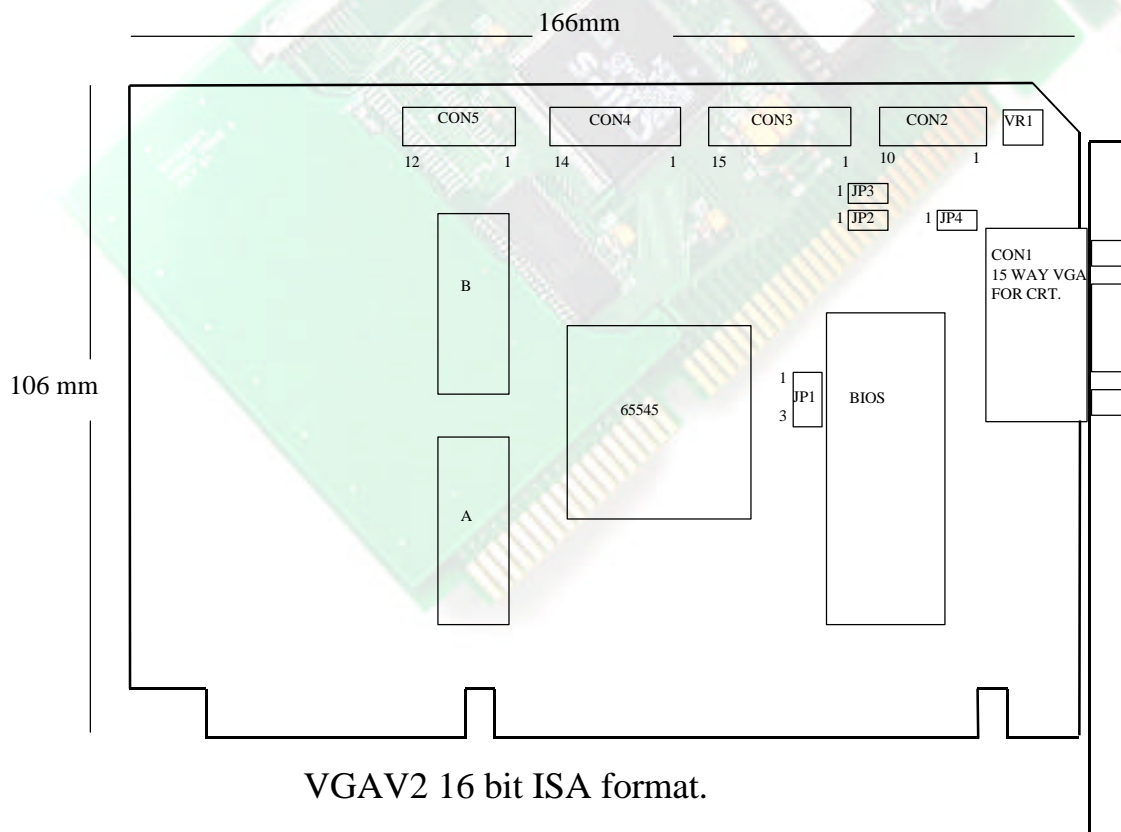 166mm
CON5
CON4
CON3
CON2
VR1
12 1
14 1
15 1
10 1
1 JP3
1 JP2
1 JP4
CON1
15 WAY VGA
FOR CRT.
B
106 mm
65545
1
JP1
3
BIOS
A
VGAV2 16 bit ISA format.